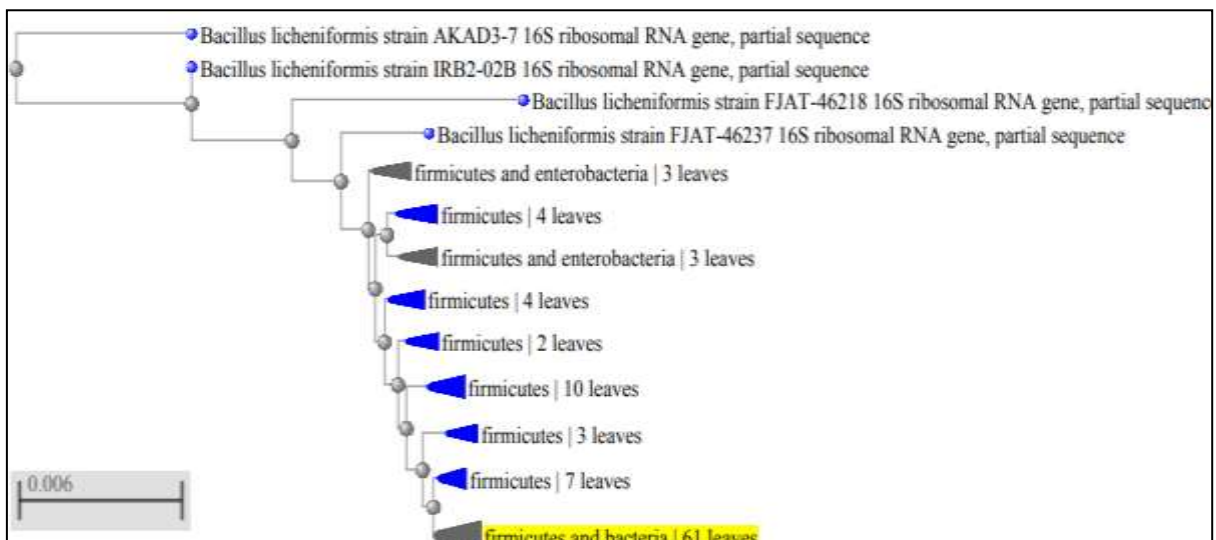 Bacillus licheniformis strain AKAD3-7 16S ribosomal RNA gene, partial sequence
Bacillus licheniformis strain IRB2-02B 16S ribosomal RNA gene, partial sequence
Bacillus licheniformis strain FJAT-46218 16S ribosomal RNA gene, partial sequenc
Bacillus licheniformis strain FJAT-46237 16S ribosomal RNA gene, partial sequence
firmicutes and enterobacteria | 3 leaves
firmicutes | 4 leaves
firmicutes and enterobacteria | 3 leaves
firmicutes | 4 leaves
firmicutes | 2 leaves
firmicutes | 10 leaves
firmicutes | 3 leaves
firmicutes | 7 leaves
0.006
firmicutes and bacteria | 61 leaves